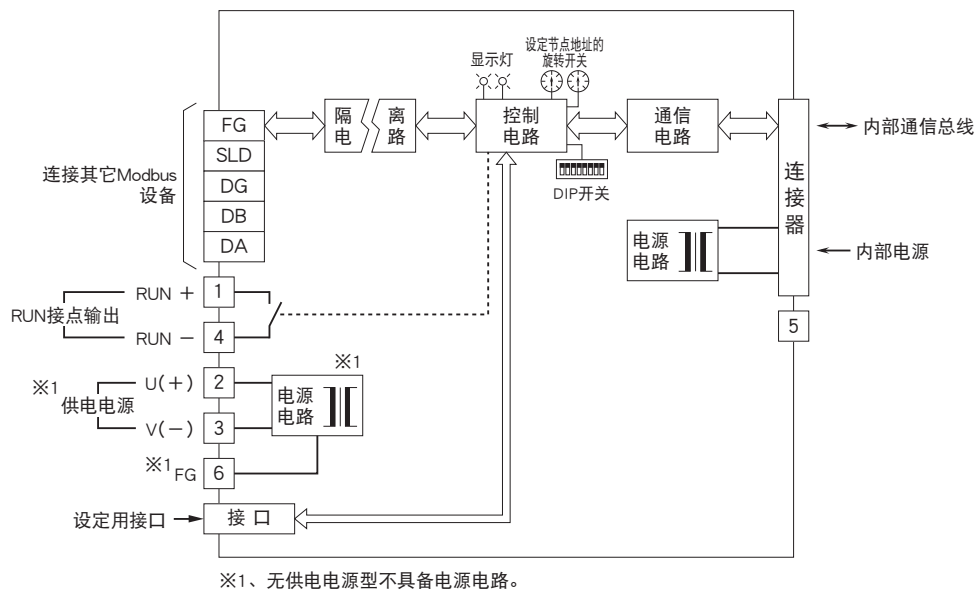 设定节点地址的
旋转开关
显示灯
FG
SLD
DG
DB
DA
连接其它Modbus
设备
隔 离
电 路
控制
电路
通信
电路
连接器
内部通信总线
DIP开关
电源
电路
内部电源
RUN +
1
RUN接点输出
RUN －
4
5
※1
供电电源
U(＋)
2
V(－)
3
※1
电源
电路
※1 FG
6
设定用接口
接 口
※1、无供电电源型不具备电源电路。